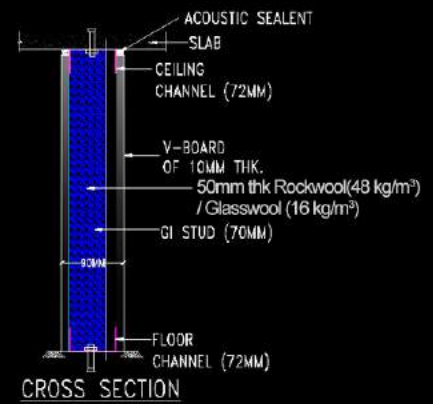 ACOUSTIC SEALENT
SLAB
CEILING
CHANNEL (72MM)
V-BOARD
OF 10MM THK.
50mm thk Rockwool(48 kg/m³)
/ Glasswool (16 kg/m³)
GI STUD (70MM)
90MM
FLOOR
CHANNEL (72MM)
CROSS SECTION